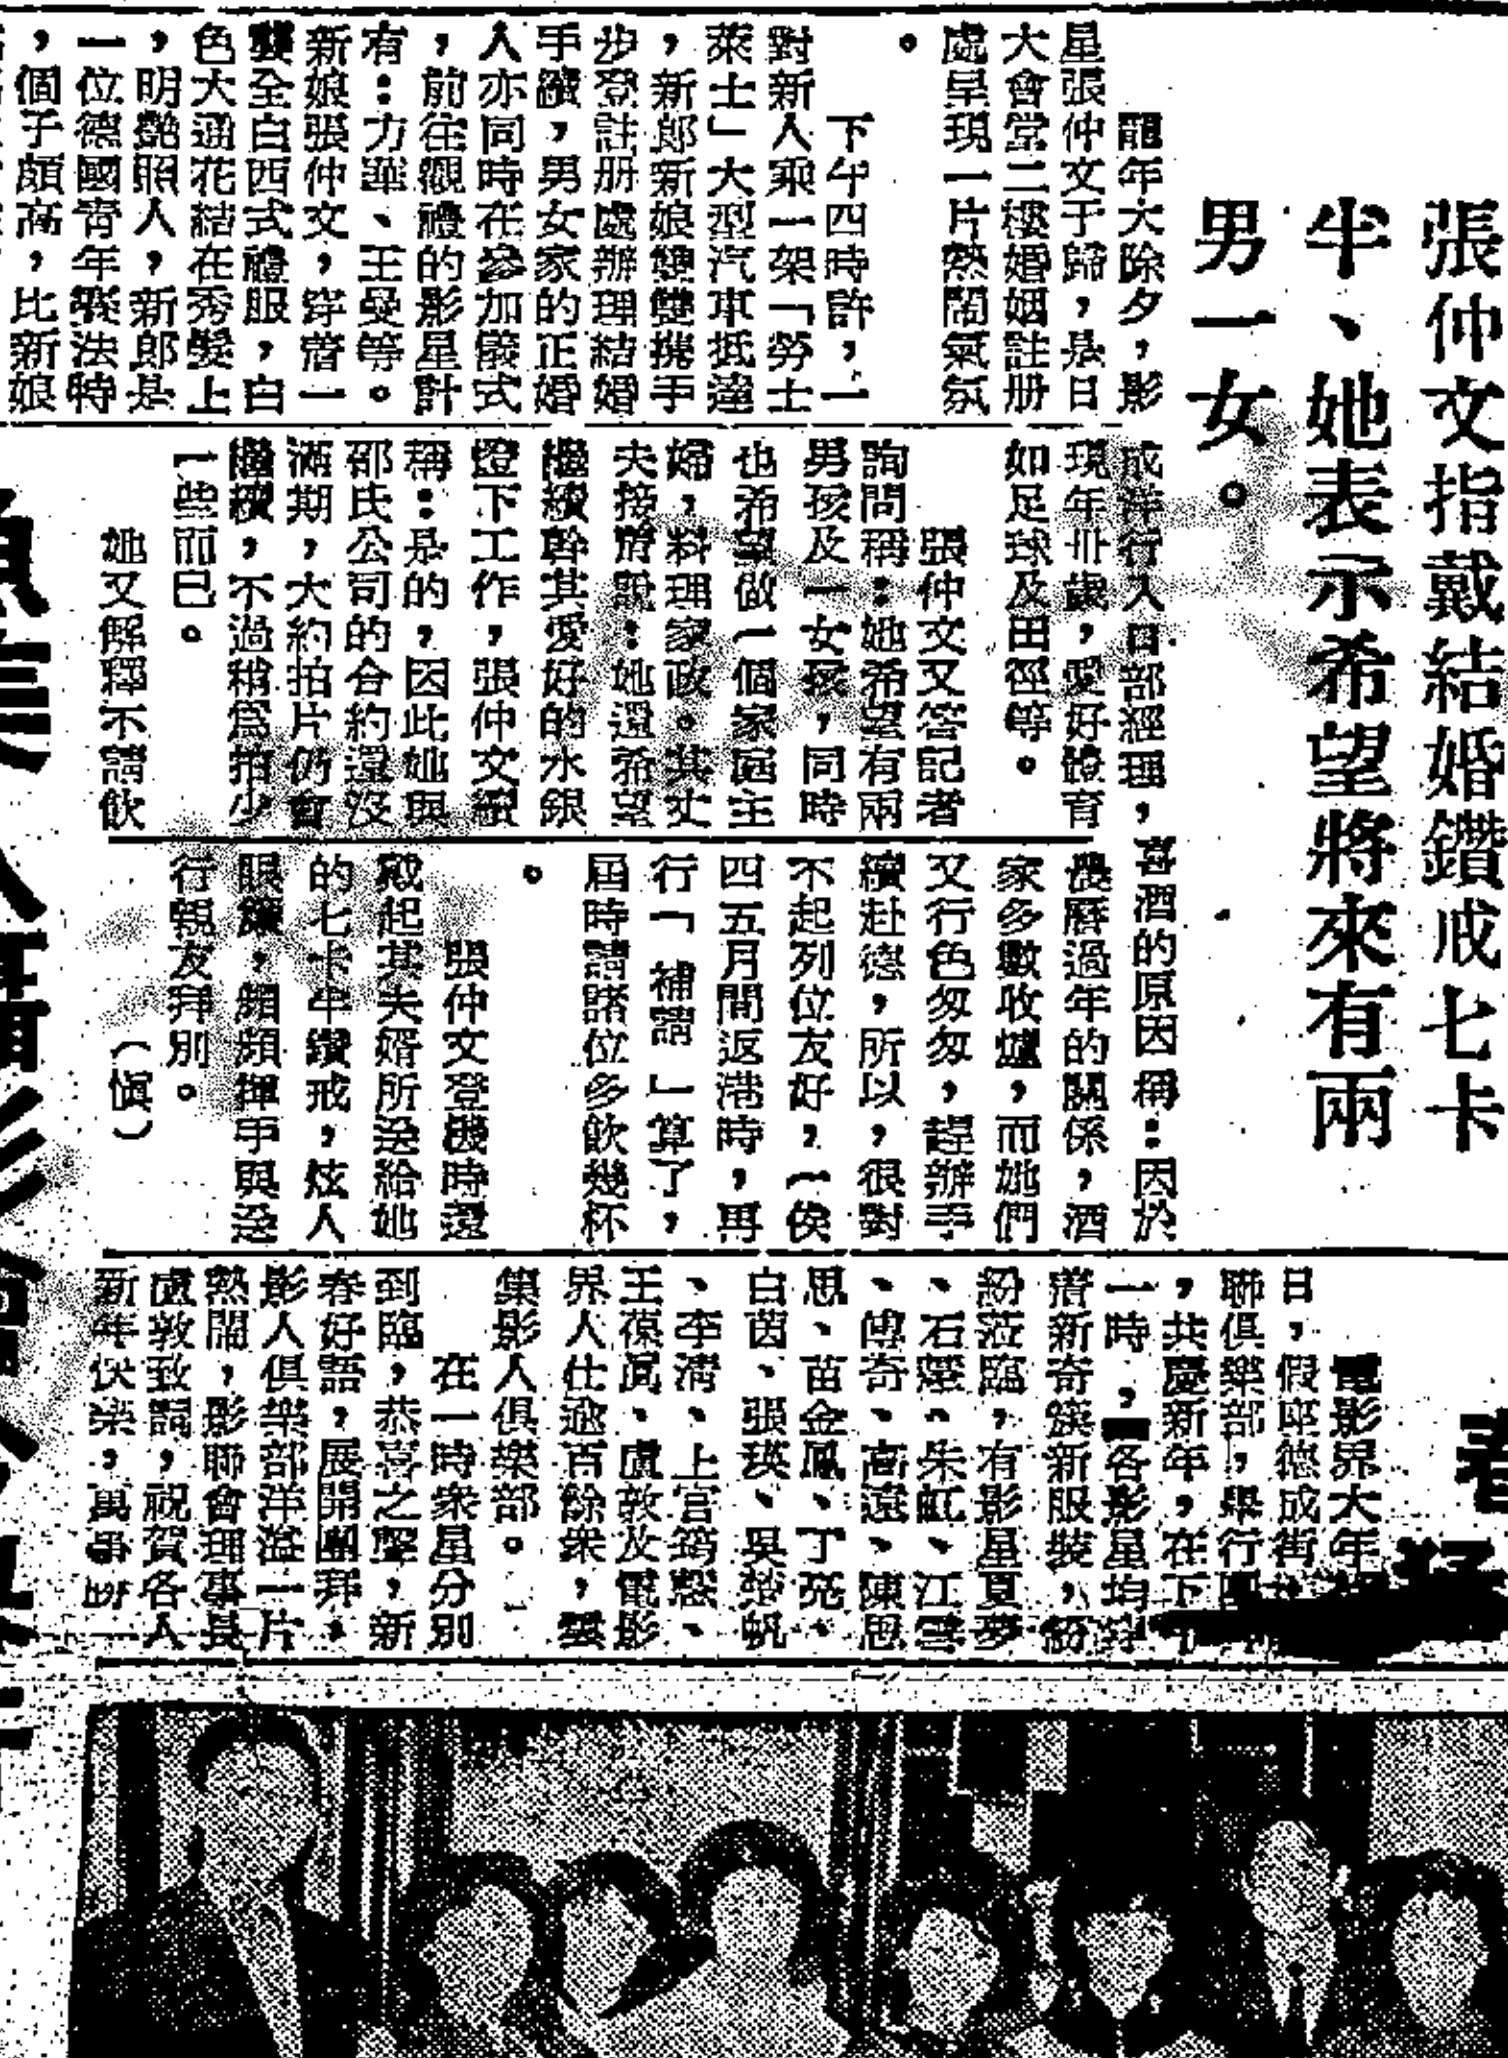 張仲文指戴結婚鑽戒七卡
半、她表示希望將來有兩
男一女。
龍年大除夕，影
星張仲文于歸，是日
大會堂二樓婚姻註册
處呈現一片熱鬧氣氛
。
下午四時許，一
對新人乘一架「勞士
萊士」大型汽車抵達
，新郎新娘雙雙携手
步登註册處辦理結婚
手續，男女家的正婚
人亦同時在參加儀式
，前往觀禮的影星計
有：力華、王曼等。
新娘張仲文，穿著一
襲全白西式禮服，白
色大通花結在秀髮上
，明艷照人，新郎是
一位德國青年裴法特
，個子頗高，比新娘
成洋行入口部經理，
現年卅歲，愛好體育
如足球及田徑等。
張仲文又答記者
詢問稱：她希望有兩
男孩及一女孩，同時
也希望做一個家庭主
婦，料理家政。其丈
夫接着說：她還希望
繼續幹其愛好的水銀
燈下工作，張仲文續
稱：是的，因此她與
邵氏公司的合約還沒
滿期，大約拍片仍會
繼續，不過稍爲拍少
一些而已。
她又解釋不請飲
喜酒的原因稱：因於
農曆過年的關係，酒
家多數收爐，而她們
又行色匆匆，趕辦手
續赴德，所以，很對
不起列位友好，一俟
四五月間返港時，再
行「補請」算了，
屆時請諸位多飲幾杯
。
張仲文登機時還
戴起其夫婿所送給她
的七卡半鑽戒，炫人
眼簾，頻頻揮手與送
行親友拜別。
（愼）
電影界大年
日，假座德成街
聯俱樂部，舉行團
，共慶新年，在下午
一時，各影星均穿
着新奇簇新服裝，紛
紛蒞臨，有影星夏夢
、石慧、朱虹、江雪
、傅奇、高遠、陳思
思、苗金鳳、丁亮、
白茵、張瑛、吳楚帆
、李清、上官筠慧、
王葆眞、盧敦及電影
界人仕逾百餘衆，雲
集影人俱樂部。
在一時衆星分別
到臨，恭喜之聲，新
春好語，展開團拜，
影人俱樂部洋溢一片
熱鬧，影聯會理事長
盧敦致詞，祝賀各人
新年快樂，萬事
春